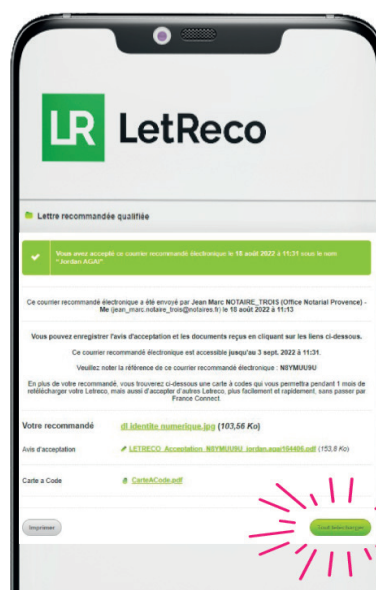 LR LetReco
Lettre recommandée qualifiée
Vous avez accepté ce courrier recommandé électronique le 18 août 2022 à 11:31 sous le nom
"Jordan AGAI".
Ce courrier recommandé électronique a été envoyé par Jean Marc NOTAIRE_TROIS (Office Notarial Provence) -
Me (jean_marc.notaire_trois@notaires.fr) le 18 août 2022 à 11:13
Vous pouvez enregistrer l'avis d'acceptation et les documents reçus en cliquant sur les liens ci-dessous.
Ce courrier recommandé électronique est accessible jusqu'au 3 sept. 2022 à 11:31.
Veuillez noter la référence de ce courrier recommandé électronique : N8YMUU9U
En plus de votre recommandé, vous trouverez ci-dessous une carte à codes qui vous permettra pendant 1 mois de
retélécharger votre Letreco, mais aussi d'accepter d'autres Letreco, plus facilement et rapidement, sans passer par
France Connect.
Votre recommandé di identite numerique.jpg (103,56 Ko)
Avis d'acceptation LETRECO_Acceptation_N8YMUU9U_jordan.agai164406.pdf (153,8 Ko)
Carte a Code CarteACode.pdf
Imprimer Tout télécharger